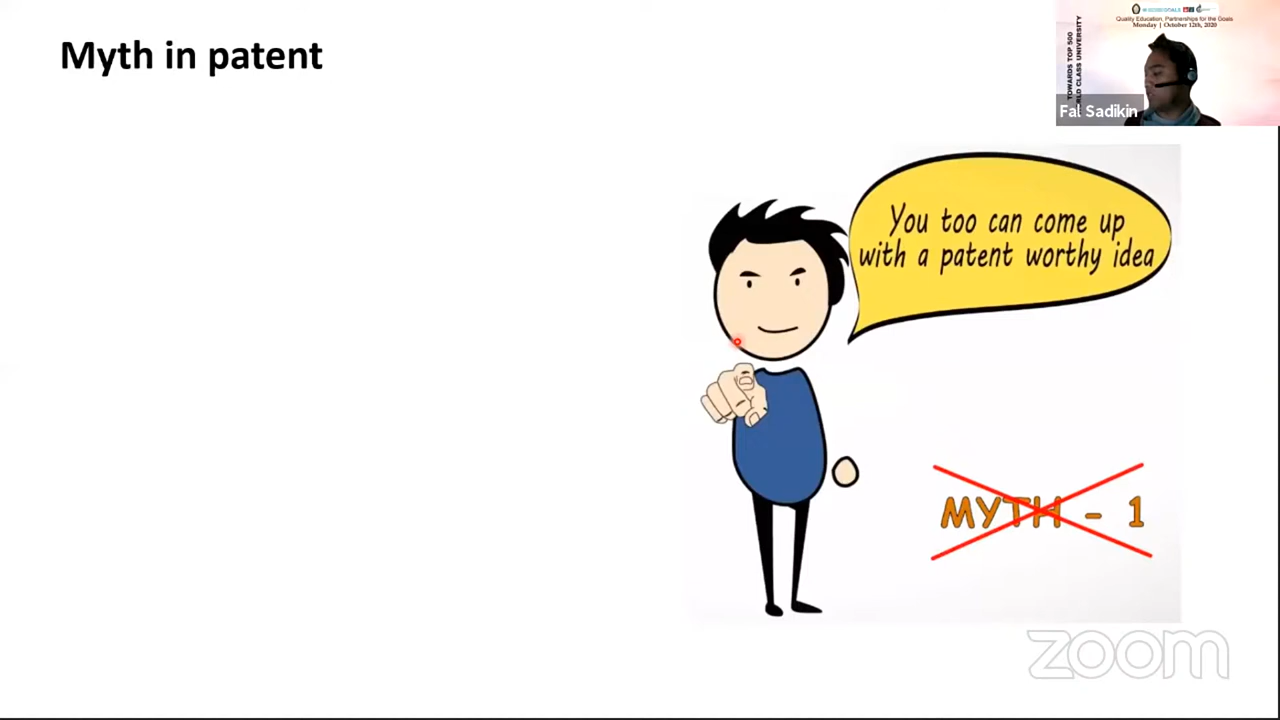 Myth in patent
Quality Education, Partnerships for the Goals
Monday | October 12th, 2020
TOWARDS TOP 500
RLD CLASS UNIVERSITY
Fal Sadikin
You too can come up
with a patent worthy idea
MYTH - 1
zoom